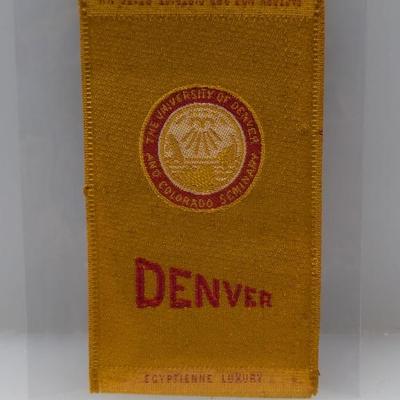 THE UNIVERSITY OF DENVER
AND COLORADO SEMINARY
DENVER
EGYPTIENNE LUXURY